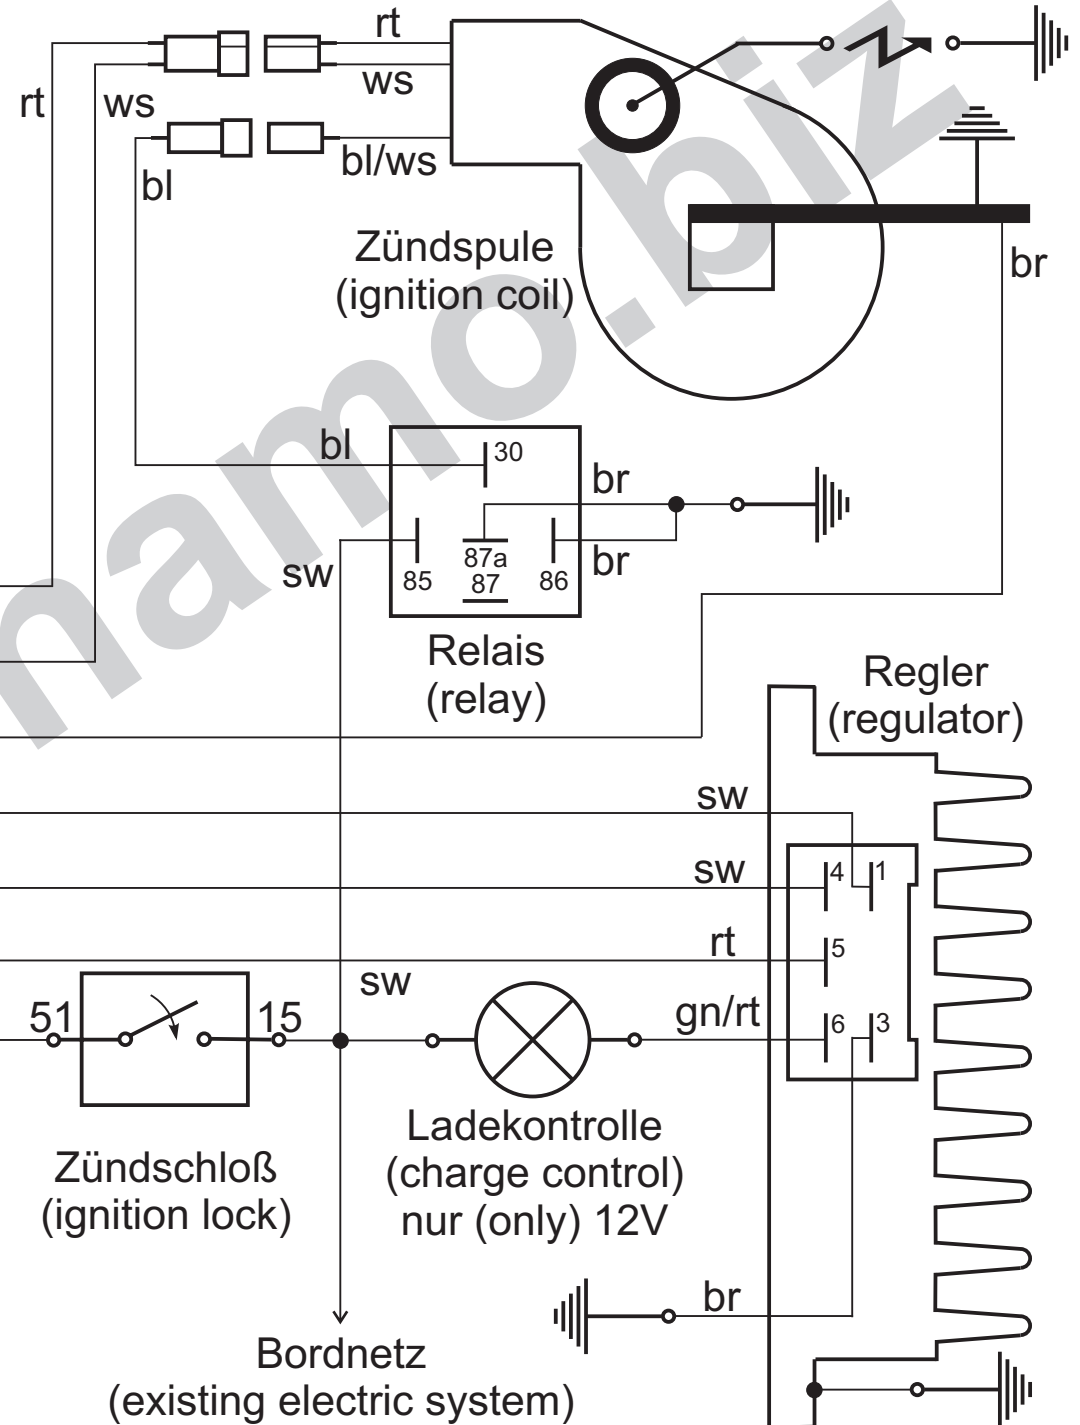 rt
rt
ws
ws
bl/ws
bl
Zündspule
(ignition coil)
br
bl
30
br
sw
85
87a
87
86
br
Relais
(relay)
Regler
(regulator)
sw
sw
4
1
rt
5
sw
51
15
gn/rt
6
3
Ladekontrolle
(charge control)
nur (only) 12V
Zündschloß
(ignition lock)
br
Bordnetz
(existing electric system)
namo.biz